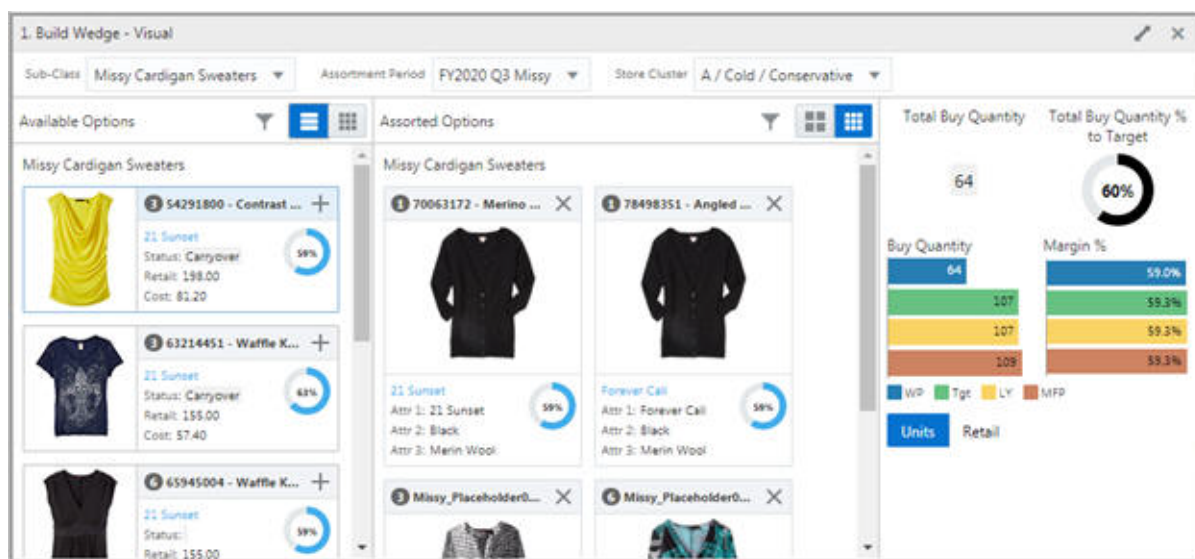 1. Build Wedge - Visual
Sub-Class Missy Cardigan Sweaters Assortment Period FY2020 Q3 Missy Store Cluster A / Cold / Conservative
Available Options
Missy Cardigan Sweaters
3 54291800 - Contrast ...
21 Sunset
Status: Carryover
Retail: 198.00
Cost: 81.20
59%
3 63214451 - Waffle K...
21 Sunset
Status: Carryover
Retail: 155.00
Cost: 57.40
63%
6 65945004 - Waffle K...
21 Sunset
Status:
Retail: 155.00
59%
Assorted Options
Missy Cardigan Sweaters
1 70063172 - Merino ...
21 Sunset
Attr 1: 21 Sunset
Attr 2: Black
Attr 3: Merin Wool
59%
1 78498351 - Angled ...
Forever Call
Attr 1: Forever Call
Attr 2: Black
Attr 3: Merin Wool
59%
3 Missy_Placeholder0...
6 Missy_Placeholder0...
Total Buy Quantity
64
Total Buy Quantity %
to Target
60%
Buy Quantity
64
107
107
109
Margin %
59.0%
59.3%
59.3%
59.3%
WP Tgt LY MFP
Units Retail